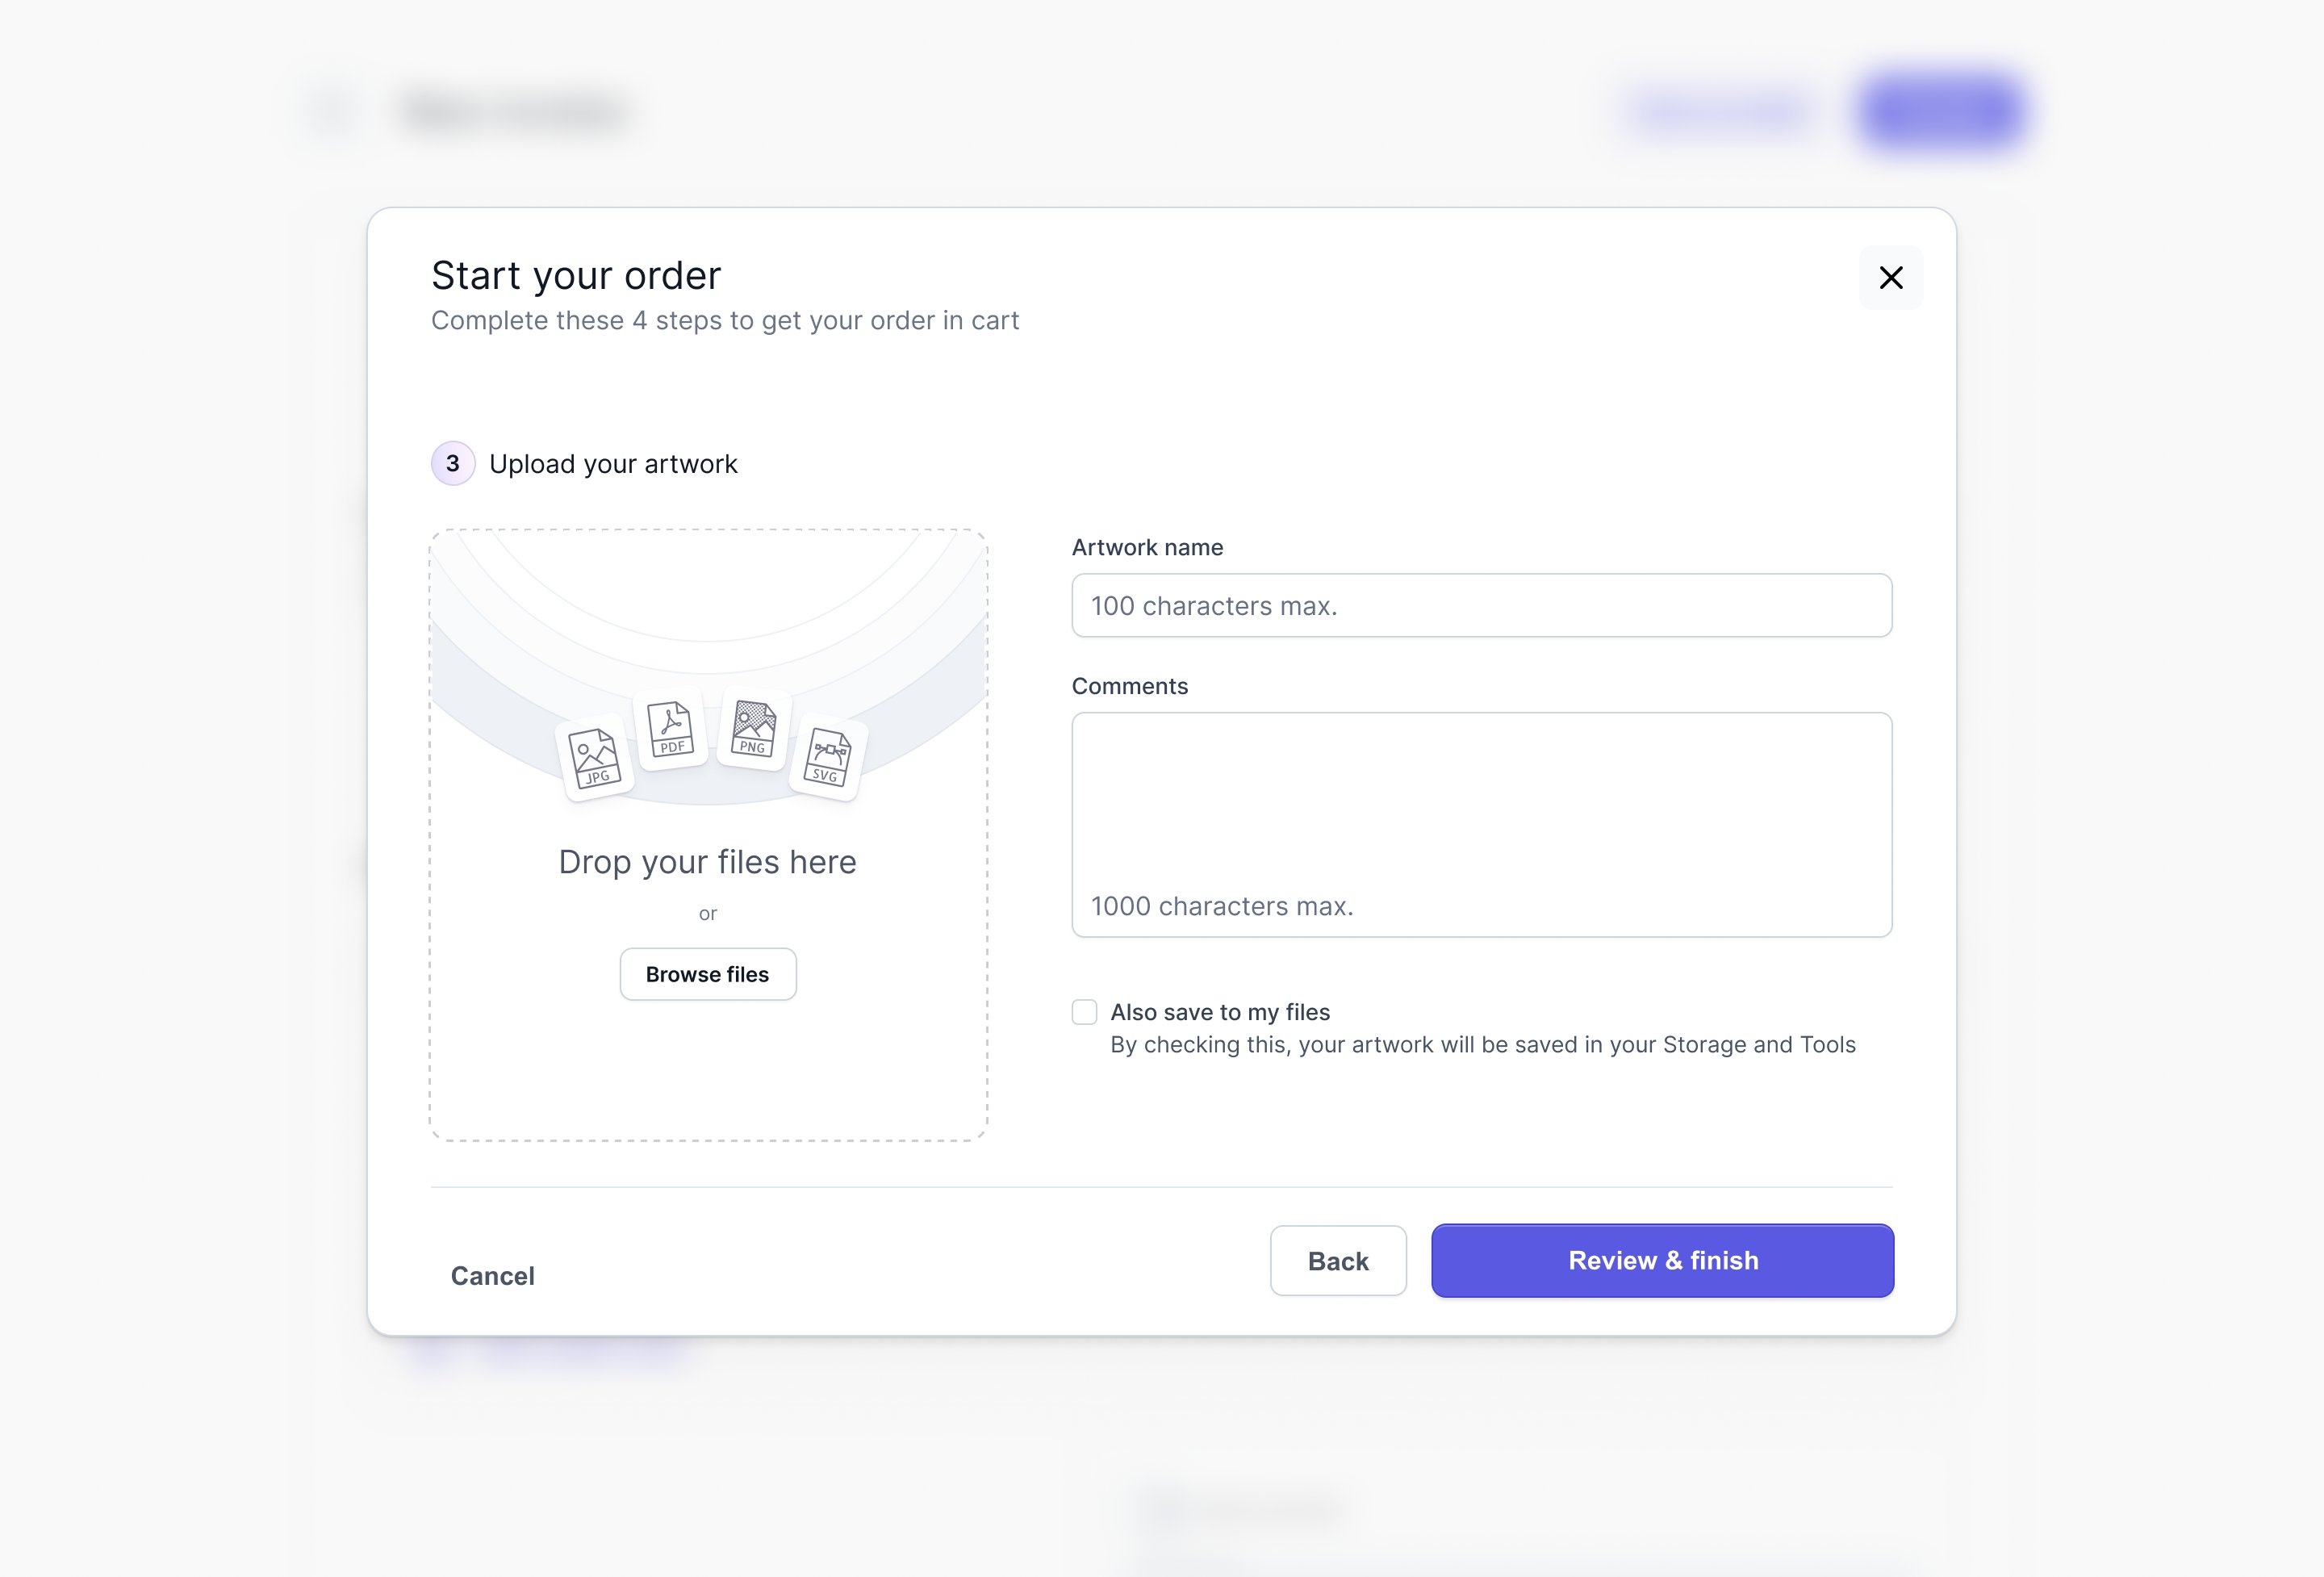 Start your order
Complete these 4 steps to get your order in cart
3 Upload your artwork
JPG
PDF
PNG
SVG
Drop your files here
or
Browse files
Artwork name
100 characters max.
Comments
1000 characters max.
Also save to my files
By checking this, your artwork will be saved in your Storage and Tools
Cancel
Back
Review & finish